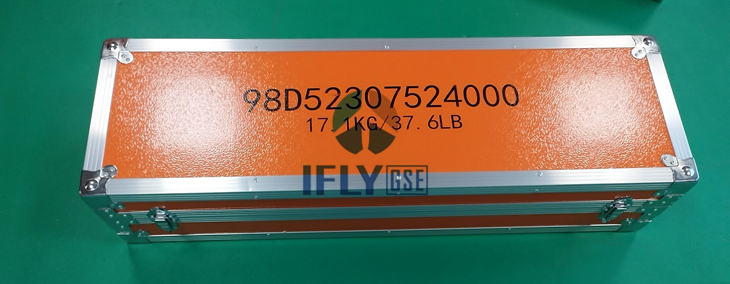 98D52307524000
17.1KG/37.6LB
IFLY GSE